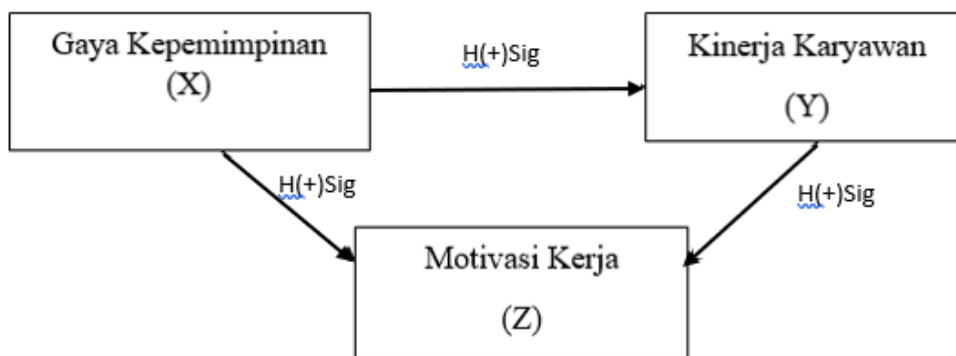 Gaya Kepemimpinan
(X)
H(+)Sig
Kinerja Karyawan
(Y)
H(+)Sig
H(+)Sig
Motivasi Kerja
(Z)